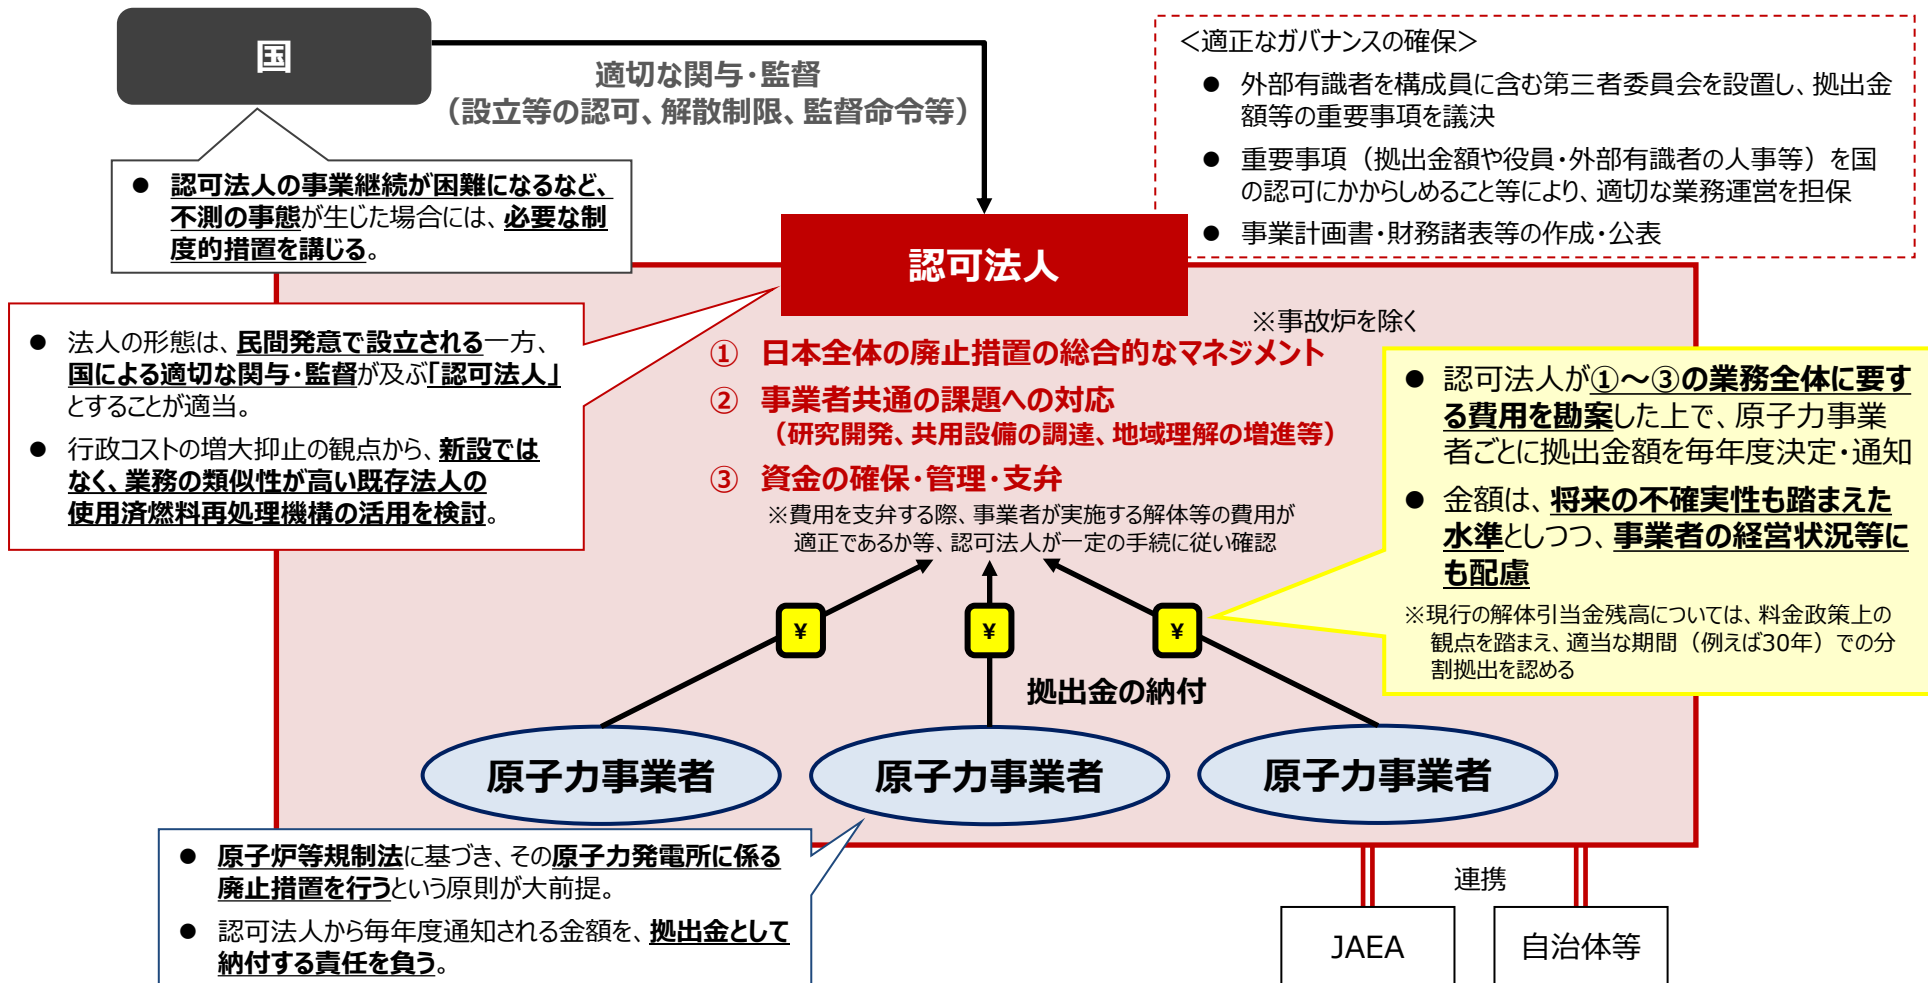 国
適切な関与・監督
（設立等の認可、解散制限、監督命令等）
＜適正なガバナンスの確保＞
● 外部有識者を構成員に含む第三者委員会を設置し、拠出金
額等の重要事項を議決
● 重要事項（拠出金額や役員・外部有識者の人事等）を国
の認可にかからしめること等により、適切な業務運営を担保
● 事業計画書・財務諸表等の作成・公表
● 認可法人の事業継続が困難になるなど、
不測の事態が生じた場合には、必要な制
度的措置を講じる。
認可法人
● 法人の形態は、民間発意で設立される一方、
国による適切な関与・監督が及ぶ「認可法人」
とすることが適当。
● 行政コストの増大抑止の観点から、新設では
なく、業務の類似性が高い既存法人の
使用済燃料再処理機構の活用を検討。
※事故炉を除く
① 日本全体の廃止措置の総合的なマネジメント
② 事業者共通の課題への対応
（研究開発、共用設備の調達、地域理解の増進等）
③ 資金の確保・管理・支弁
※費用を支弁する際、事業者が実施する解体等の費用が
適正であるか等、認可法人が一定の手続に従い確認
● 認可法人が①～③の業務全体に要す
る費用を勘案した上で、原子力事業
者ごとに拠出金額を毎年度決定・通知
● 金額は、将来の不確実性も踏まえた
水準としつつ、事業者の経営状況等に
も配慮
※現行の解体引当金残高については、料金政策上の
観点を踏まえ、適当な期間（例えば30年）での分
割拠出を認める
¥
¥
¥
拠出金の納付
原子力事業者
原子力事業者
原子力事業者
● 原子炉等規制法に基づき、その原子力発電所に係る
廃止措置を行うという原則が大前提。
● 認可法人から毎年度通知される金額を、拠出金として
納付する責任を負う。
連携
JAEA
自治体等